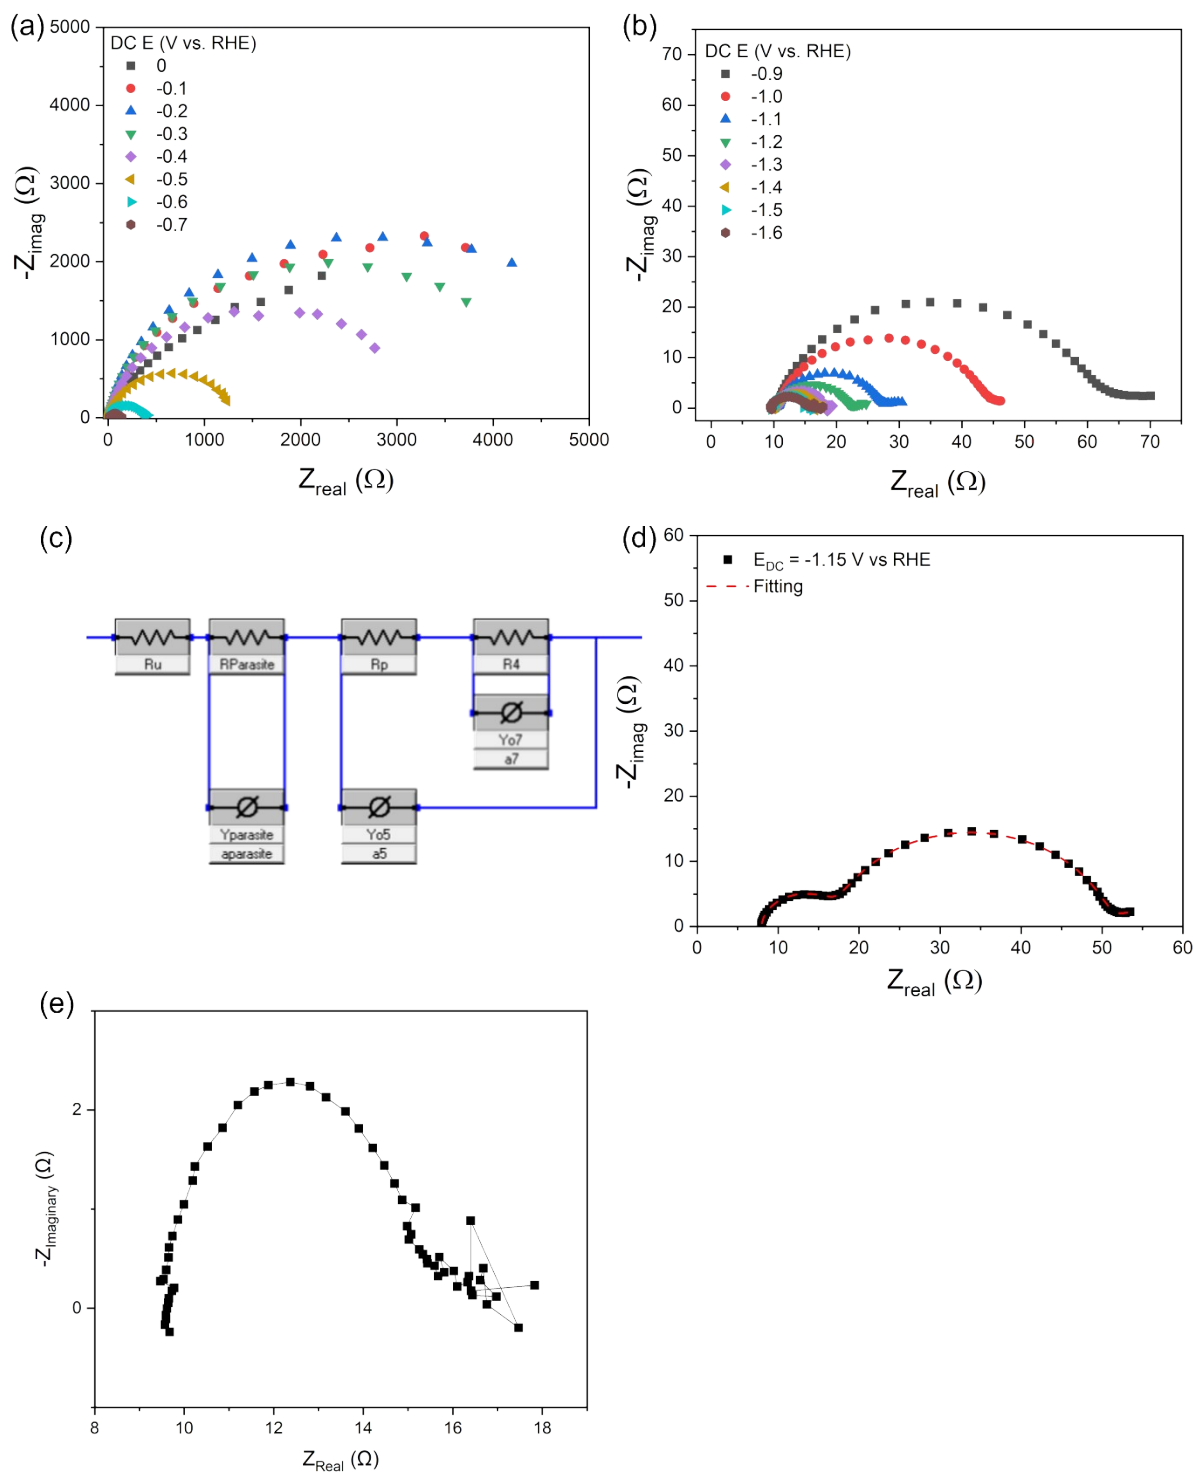 (a)
DC E (V vs. RHE)
0
-0.1
-0.2
-0.3
-0.4
-0.5
-0.6
-0.7
5000
4000
3000
2000
1000
0
-Zimag (Ω)
0 1000 2000 3000 4000 5000
Zreal (Ω)
(b)
DC E (V vs. RHE)
-0.9
-1.0
-1.1
-1.2
-1.3
-1.4
-1.5
-1.6
70
60
50
40
30
20
10
0
-Zimag (Ω)
0 10 20 30 40 50 60 70
Zreal (Ω)
(c)
Ru
RParasite
Rp
R4
Yo7
a7
Yparasite
aparasite
Yo5
a5
(d)
EDC = -1.15 V vs RHE
Fitting
60
50
40
30
20
10
0
-Zimag (Ω)
0 10 20 30 40 50 60
Zreal (Ω)
(e)
2
0
-ZImaginary (Ω)
8 10 12 14 16 18
ZReal (Ω)